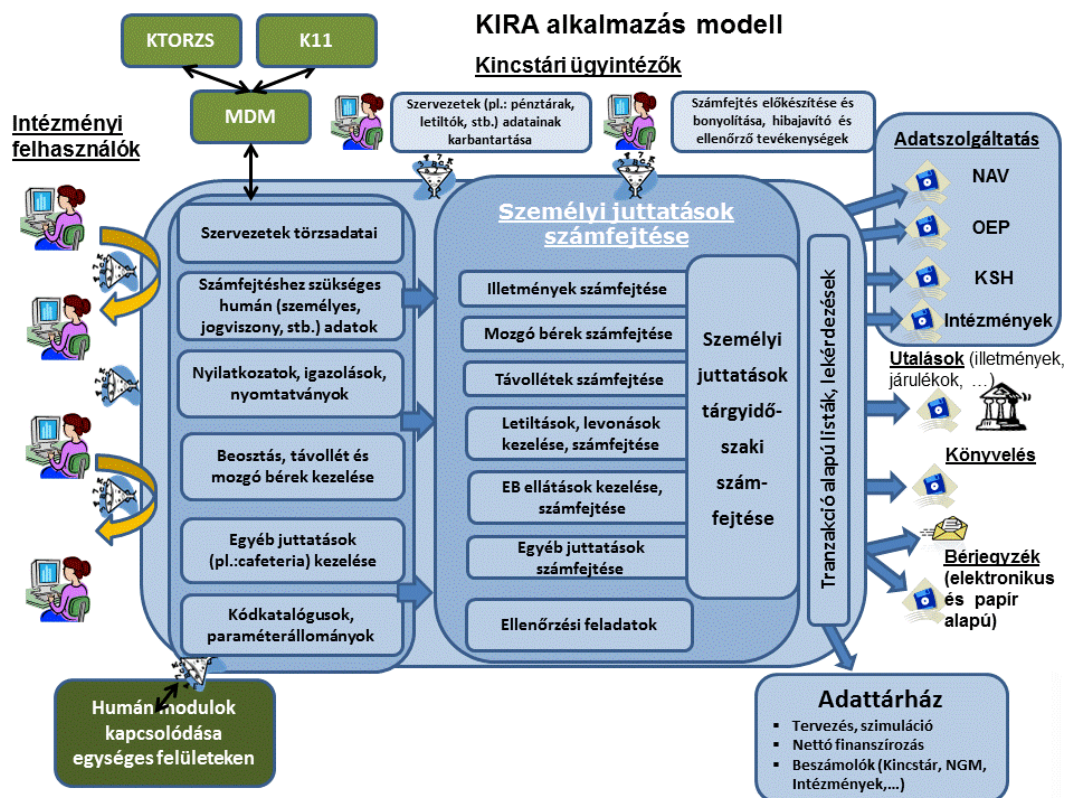 KIRA alkalmazás modell
Kincstári ügyintézők
KTORZS
K11
MDM
Szervezetek (pl.: pénztárak,
letiltók, stb.) adatainak
karbantartása
Számfejtés előkészítése és
bonyolítása, hibajavító és
ellenőrző tevékenységek
Intézményi
felhasználók
Szervezetek törzsadatai
Számfejtéshez szükséges
humán (személyes,
jogviszony, stb.) adatok
Nyilatkozatok, igazolások,
nyomtatványok
Beosztás, távollét és
mozgó bérek kezelése
Egyéb juttatások
(pl.:cafeteria) kezelése
Kódkatalógusok,
paraméterállományok
Humán modulok
kapcsolódása
egységes felületeken
Személyi juttatások
számfejtése
Illetmények számfejtése
Mozgó bérek számfejtése
Távollétek számfejtése
Letiltások, levonások
kezelése, számfejtése
EB ellátások kezelése,
számfejtése
Egyéb juttatások
számfejtése
Ellenőrzési feladatok
Személyi
juttatások
tárgyidő-
szaki
szám-
fejtése
Tranzakció alapú listák, lekérdezések
Adatszolgáltatás
NAV
OEP
KSH
Intézmények
Utalások (illetmények,
járulékok, …)
Könyvelés
Bérjegyzék
(elektronikus
és papír
alapú)
Adattárház
▪ Tervezés, szimuláció
▪ Nettó finanszírozás
▪ Beszámolók (Kincstár, NGM,
Intézmények,…)